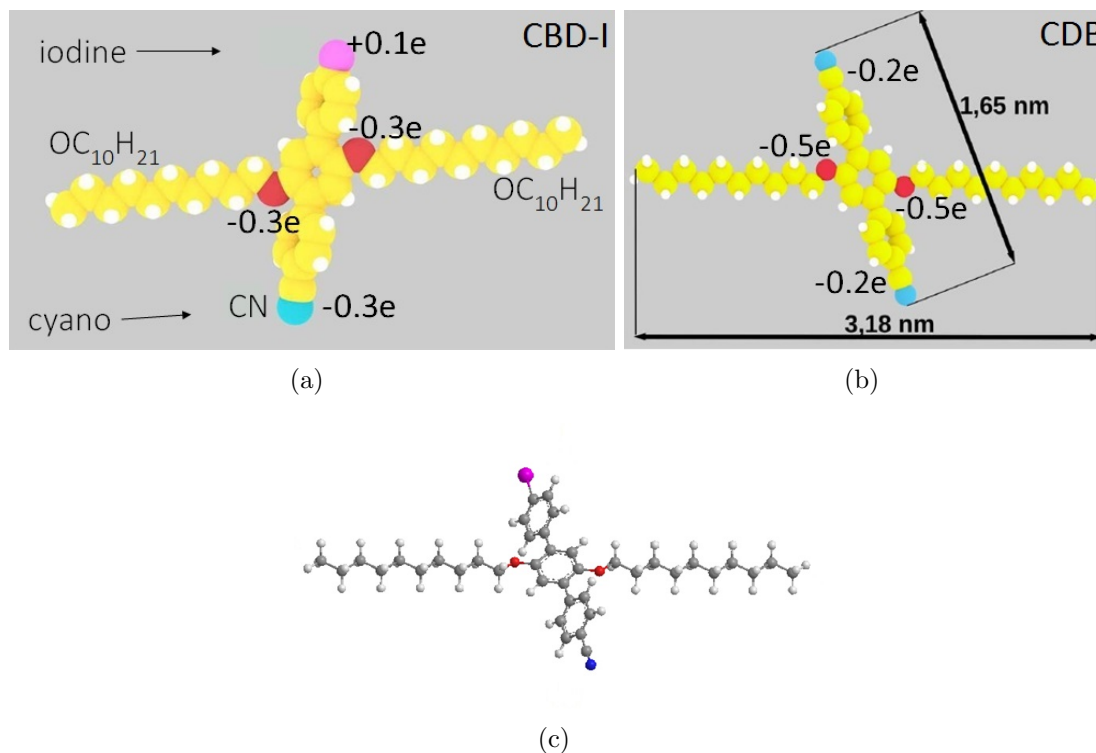 iodine
+0.1e
CBD-I
-0.3e
OC10H21
OC10H21
-0.3e
CN
-0.3e
cyano
(a)
CDB
-0.2e
1,65 nm
-0.5e
-0.5e
-0.2e
3,18 nm
(b)
(c)